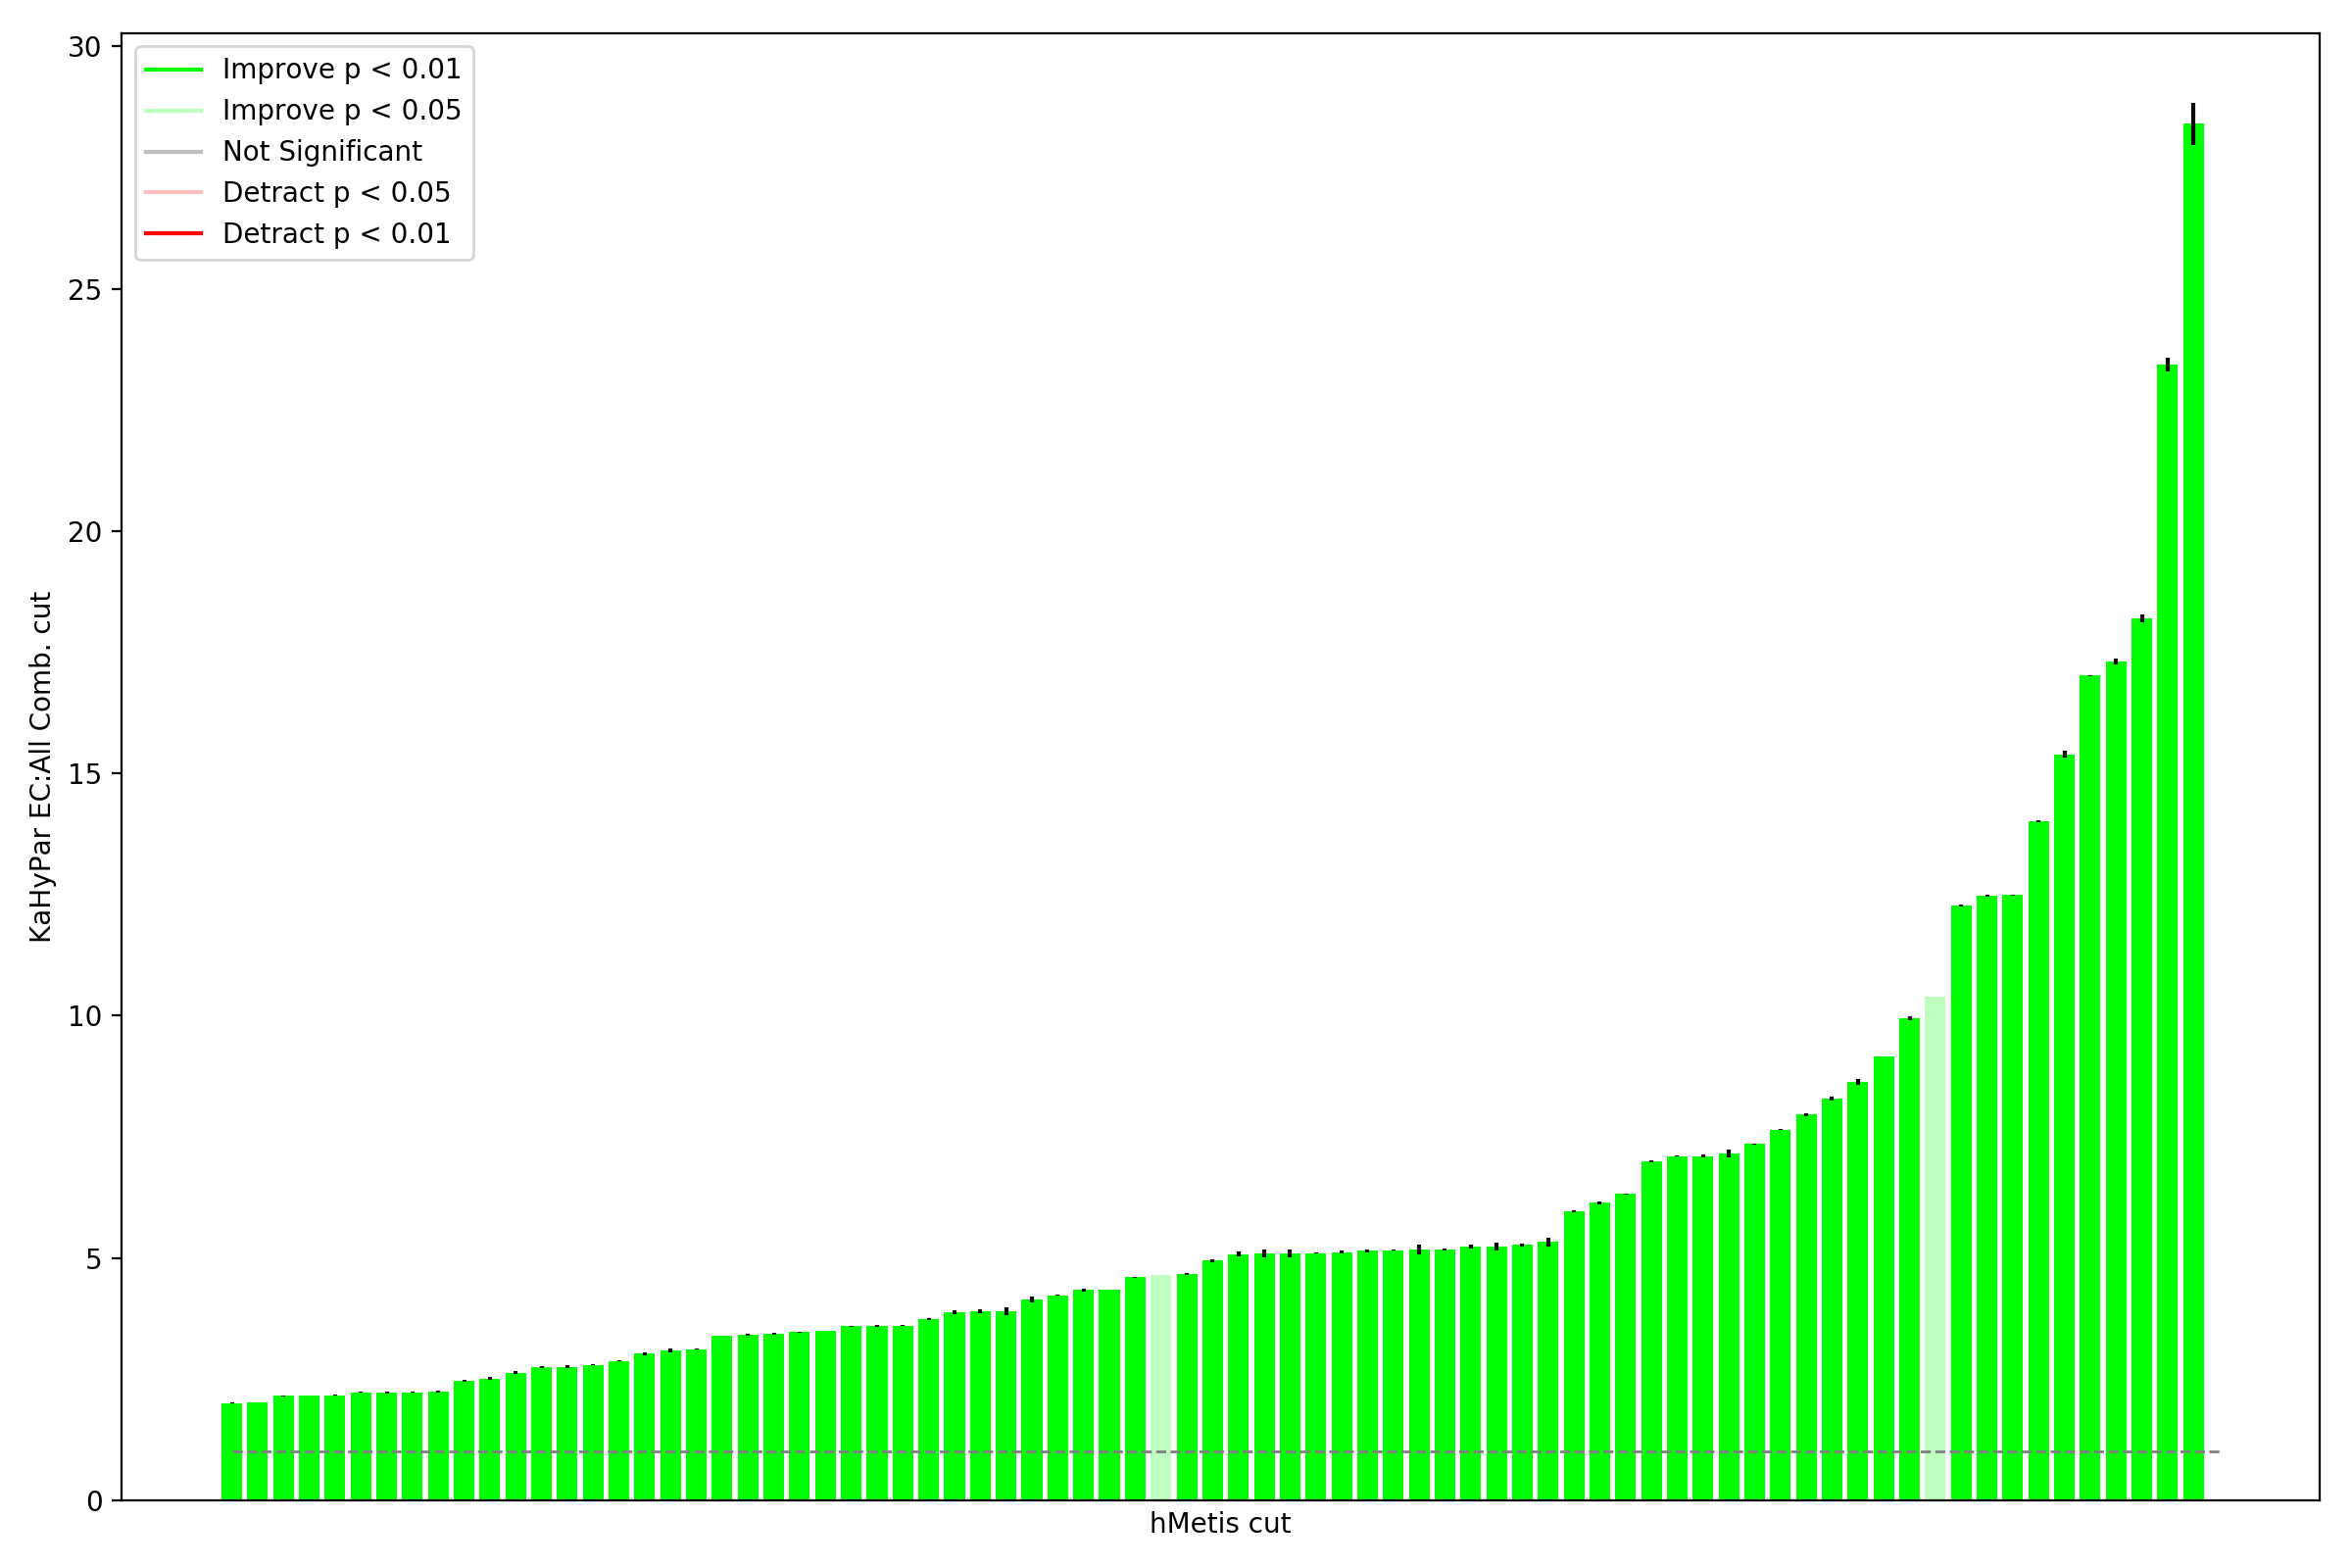 30
25
20
15
10
5
0
KaHyPar EC:All Comb. cut
Improve p < 0.01
Improve p < 0.05
Not Significant
Detract p < 0.05
Detract p < 0.01
hMetis cut